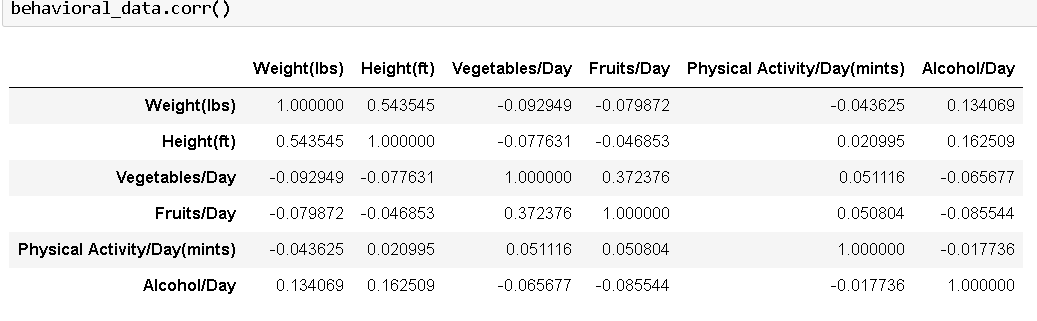 behavioral_data.corr()
Weight(lbs) Height(ft) Vegetables/Day Fruits/Day Physical Activity/Day(mints) Alcohol/Day
Weight(lbs) 1.000000 0.543545 -0.092949 -0.079872 -0.043625 0.134069
Height(ft) 0.543545 1.000000 -0.077631 -0.046853 0.020995 0.162509
Vegetables/Day -0.092949 -0.077631 1.000000 0.372376 0.051116 -0.065677
Fruits/Day -0.079872 -0.046853 0.372376 1.000000 0.050804 -0.085544
Physical Activity/Day(mints) -0.043625 0.020995 0.051116 0.050804 1.000000 -0.017736
Alcohol/Day 0.134069 0.162509 -0.065677 -0.085544 -0.017736 1.000000